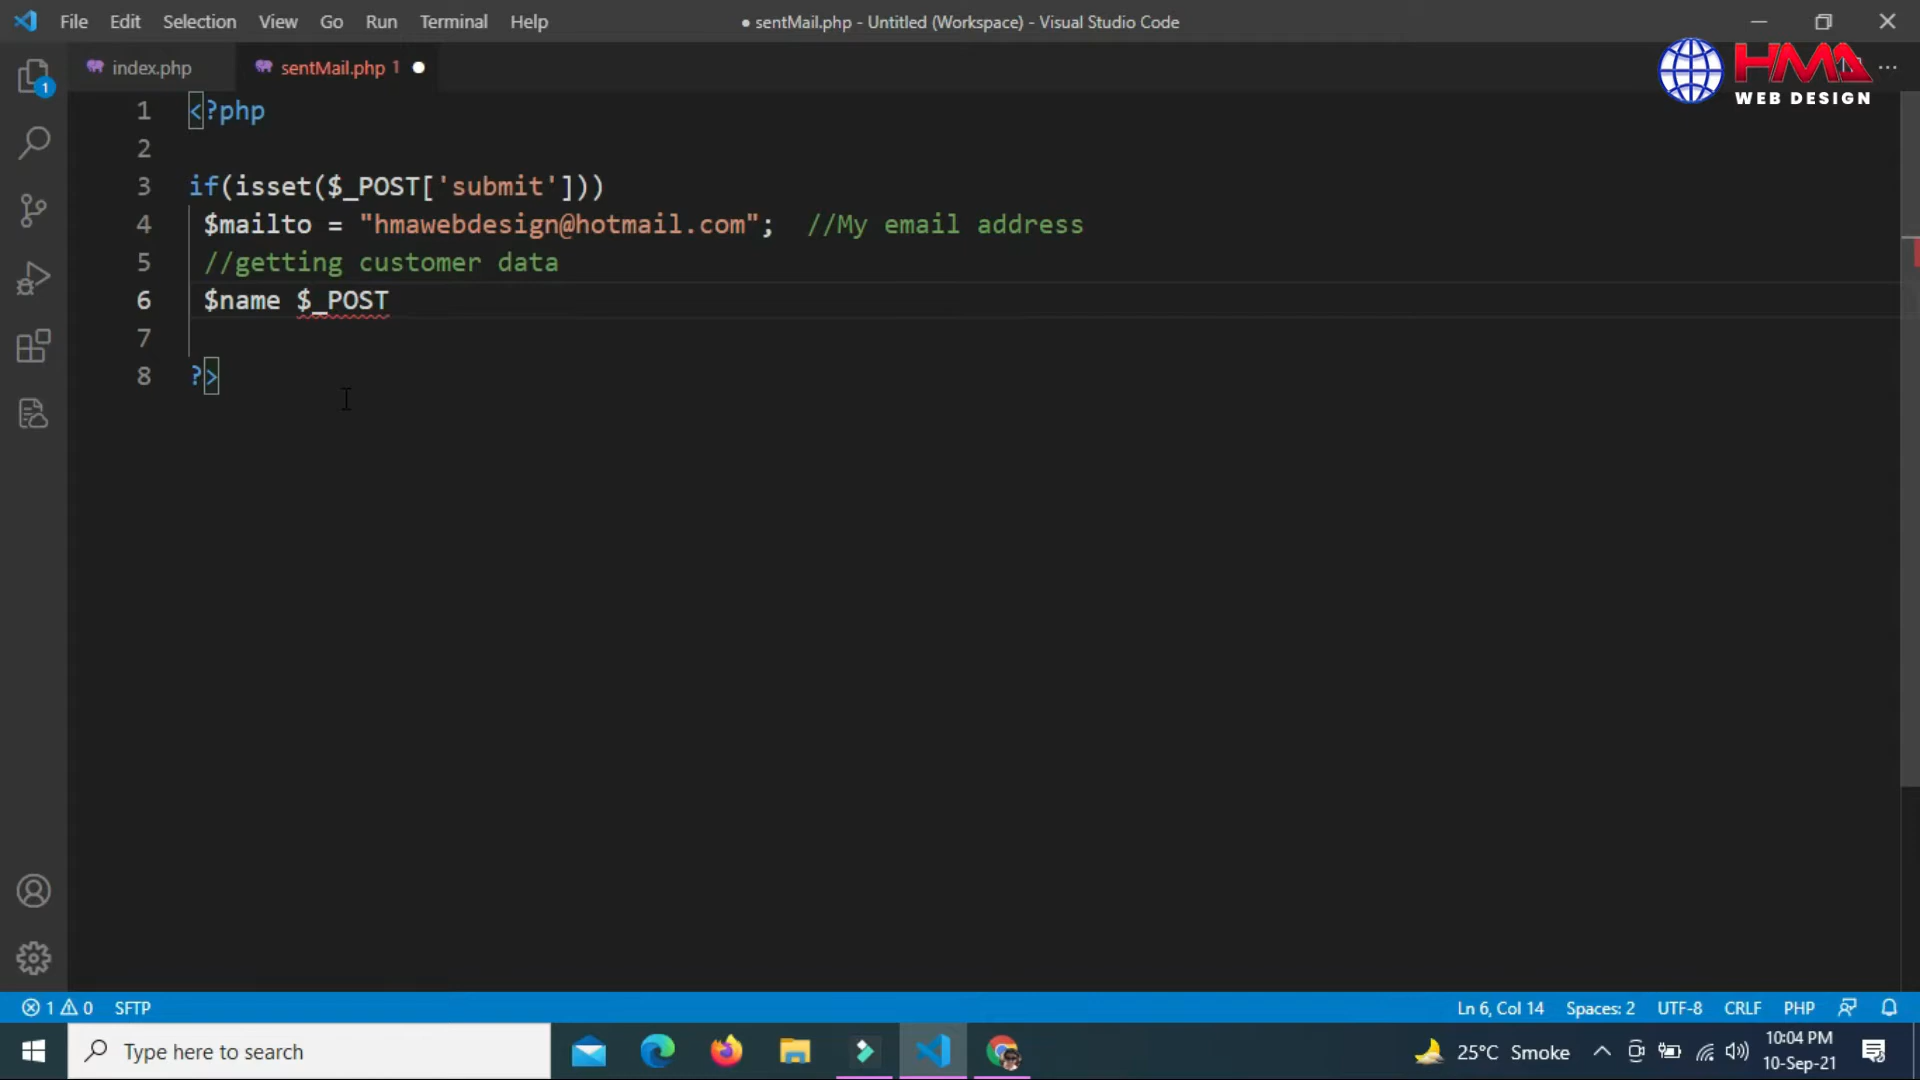 File Edit Selection View Go Run Terminal Help
● sentMail.php - Untitled (Workspace) - Visual Studio Code
index.php
sentMail.php 1
HMA
WEB DESIGN
1 <?php
2
3 if(isset($_POST['submit']))
4 $mailto = "hmawebdesign@hotmail.com"; //My email address
5 //getting customer data
6 $name $_POST
7
8 ?>
1
1 0 SFTP
Ln 6, Col 14 Spaces: 2 UTF-8 CRLF PHP
Type here to search
25°C Smoke
10:04 PM
10-Sep-21